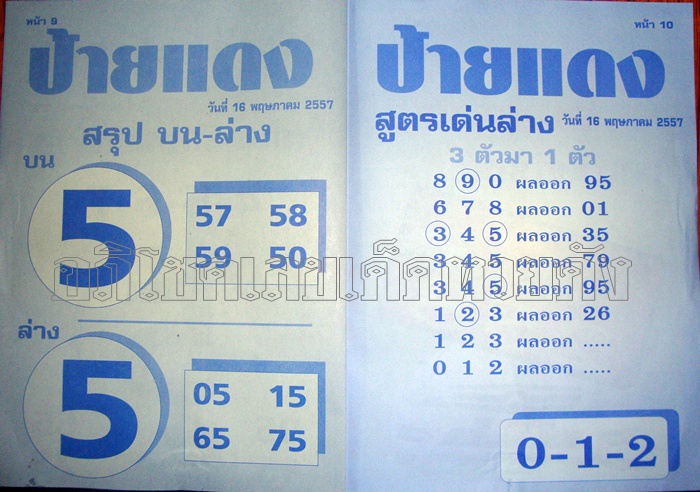 หน้า 9
ป้ายแดง
วันที่ 16 พฤษภาคม 2557
สรุป บน-ล่าง
บน
5
57 58
59 50
ล่าง
5
05 15
65 75
หน้า 10
ป้ายแดง
สูตรเด่นล่าง วันที่ 16 พฤษภาคม 2557
3 ตัวมา 1 ตัว
8 9 0 ผลออก 95
6 7 8 ผลออก 01
3 4 5 ผลออก 35
3 4 5 ผลออก 79
3 4 5 ผลออก 95
1 2 3 ผลออก 26
1 2 3 ผลออก .....
0 1 2 ผลออก .....
0-1-2